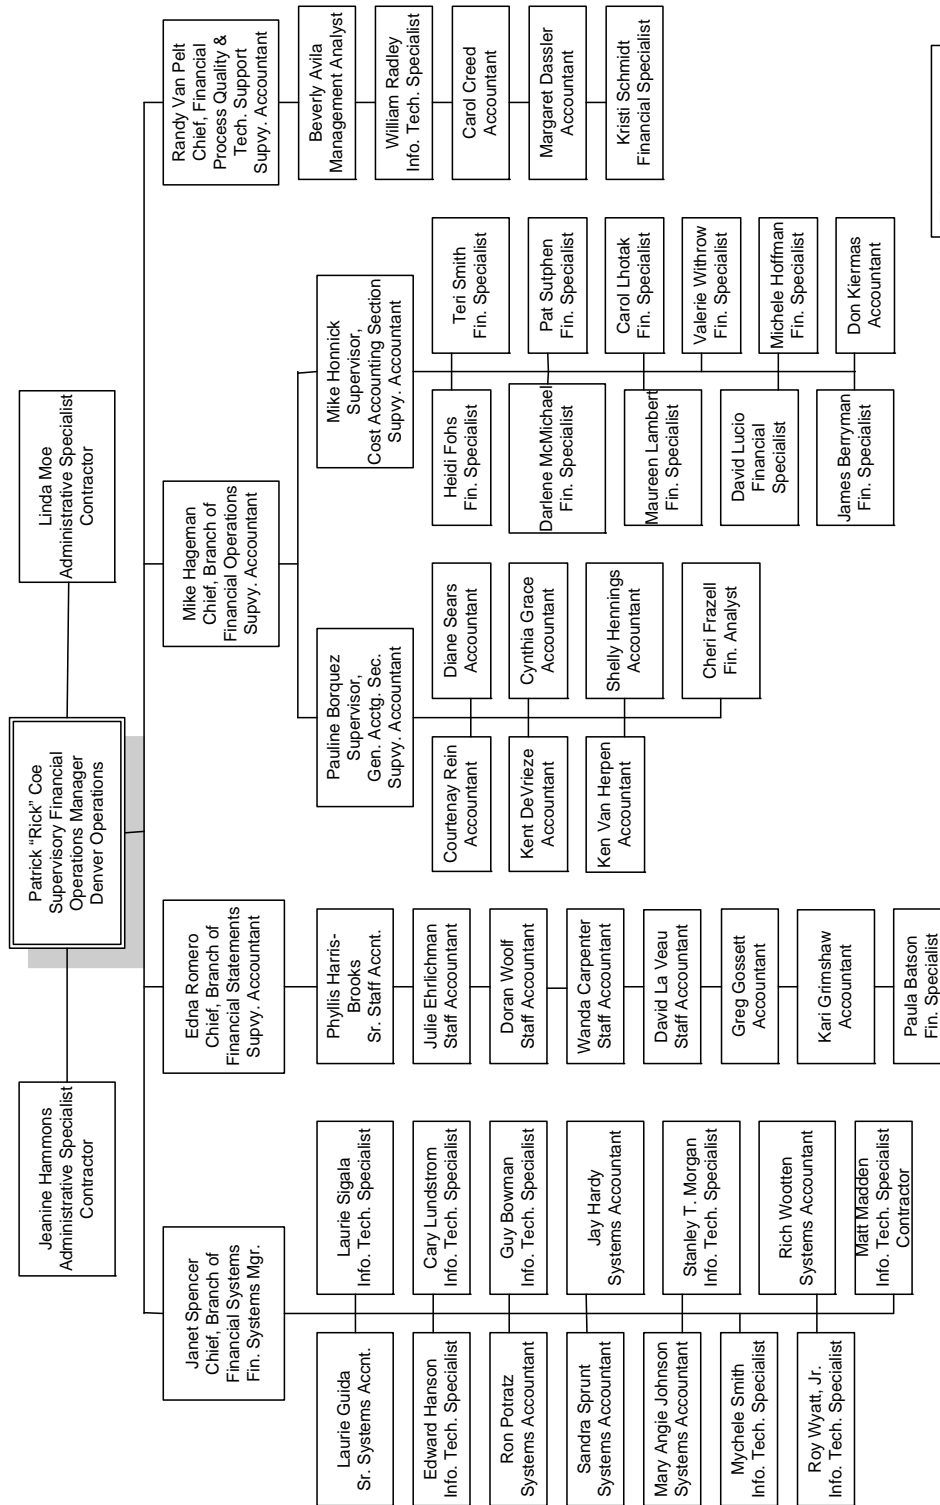 Patrick “Rick” Coe
Supervisory Financial
Operations Manager
Denver Operations
Jeanine Hammons
Administrative Specialist
Contractor
Linda Moe
Administrative Specialist
Contractor
Janet Spencer
Chief, Branch of
Financial Systems
Fin. Systems Mgr.
Laurie Guida
Sr. Systems Accnt.
Laurie Sigala
Info. Tech. Specialist
Edward Hanson
Info. Tech. Specialist
Cary Lundstrom
Info. Tech. Specialist
Ron Potratz
Systems Accountant
Guy Bowman
Info. Tech. Specialist
Sandra Sprunt
Systems Accountant
Jay Hardy
Systems Accountant
Mary Angie Johnson
Systems Accountant
Stanley T. Morgan
Info. Tech. Specialist
Mychele Smith
Info. Tech. Specialist
Rich Wootten
Systems Accountant
Roy Wyatt, Jr.
Info. Tech. Specialist
Matt Madden
Info. Tech. Specialist
Contractor
Edna Romero
Chief, Branch of
Financial Statements
Supvy. Accountant
Phyllis Harris-
Brooks
Sr. Staff Accnt.
Julie Ehrlichman
Staff Accountant
Doran Woolf
Staff Accountant
Wanda Carpenter
Staff Accountant
David La Veau
Staff Accountant
Greg Gossett
Accountant
Kari Grimshaw
Accountant
Paula Batson
Fin. Specialist
Mike Hageman
Chief, Branch of
Financial Operations
Supvy. Accountant
Pauline Borquez
Supervisor,
Gen. Acctg. Sec.
Supvy. Accountant
Courtenay Rein
Accountant
Diane Sears
Accountant
Kent DeVrieze
Accountant
Cynthia Grace
Accountant
Ken Van Herpen
Accountant
Shelly Hennings
Accountant
Cheri Frazell
Fin. Analyst
Mike Honnick
Supervisor,
Cost Accounting Section
Supvy. Accountant
Heidi Fohs
Fin. Specialist
Teri Smith
Fin. Specialist
Darlene McMichael
Fin. Specialist
Pat Sutphen
Fin. Specialist
Maureen Lambert
Fin. Specialist
Carol Lhotak
Fin. Specialist
Valerie Withrow
Fin. Specialist
David Lucio
Financial
Specialist
Michele Hoffman
Fin. Specialist
James Berryman
Fin. Specialist
Don Kiermas
Accountant
Randy Van Pelt
Chief, Financial
Process Quality &
Tech. Support
Supvy. Accountant
Beverly Avila
Management Analyst
William Radley
Info. Tech. Specialist
Carol Creed
Accountant
Margaret Dassler
Accountant
Kristi Schmidt
Financial Specialist